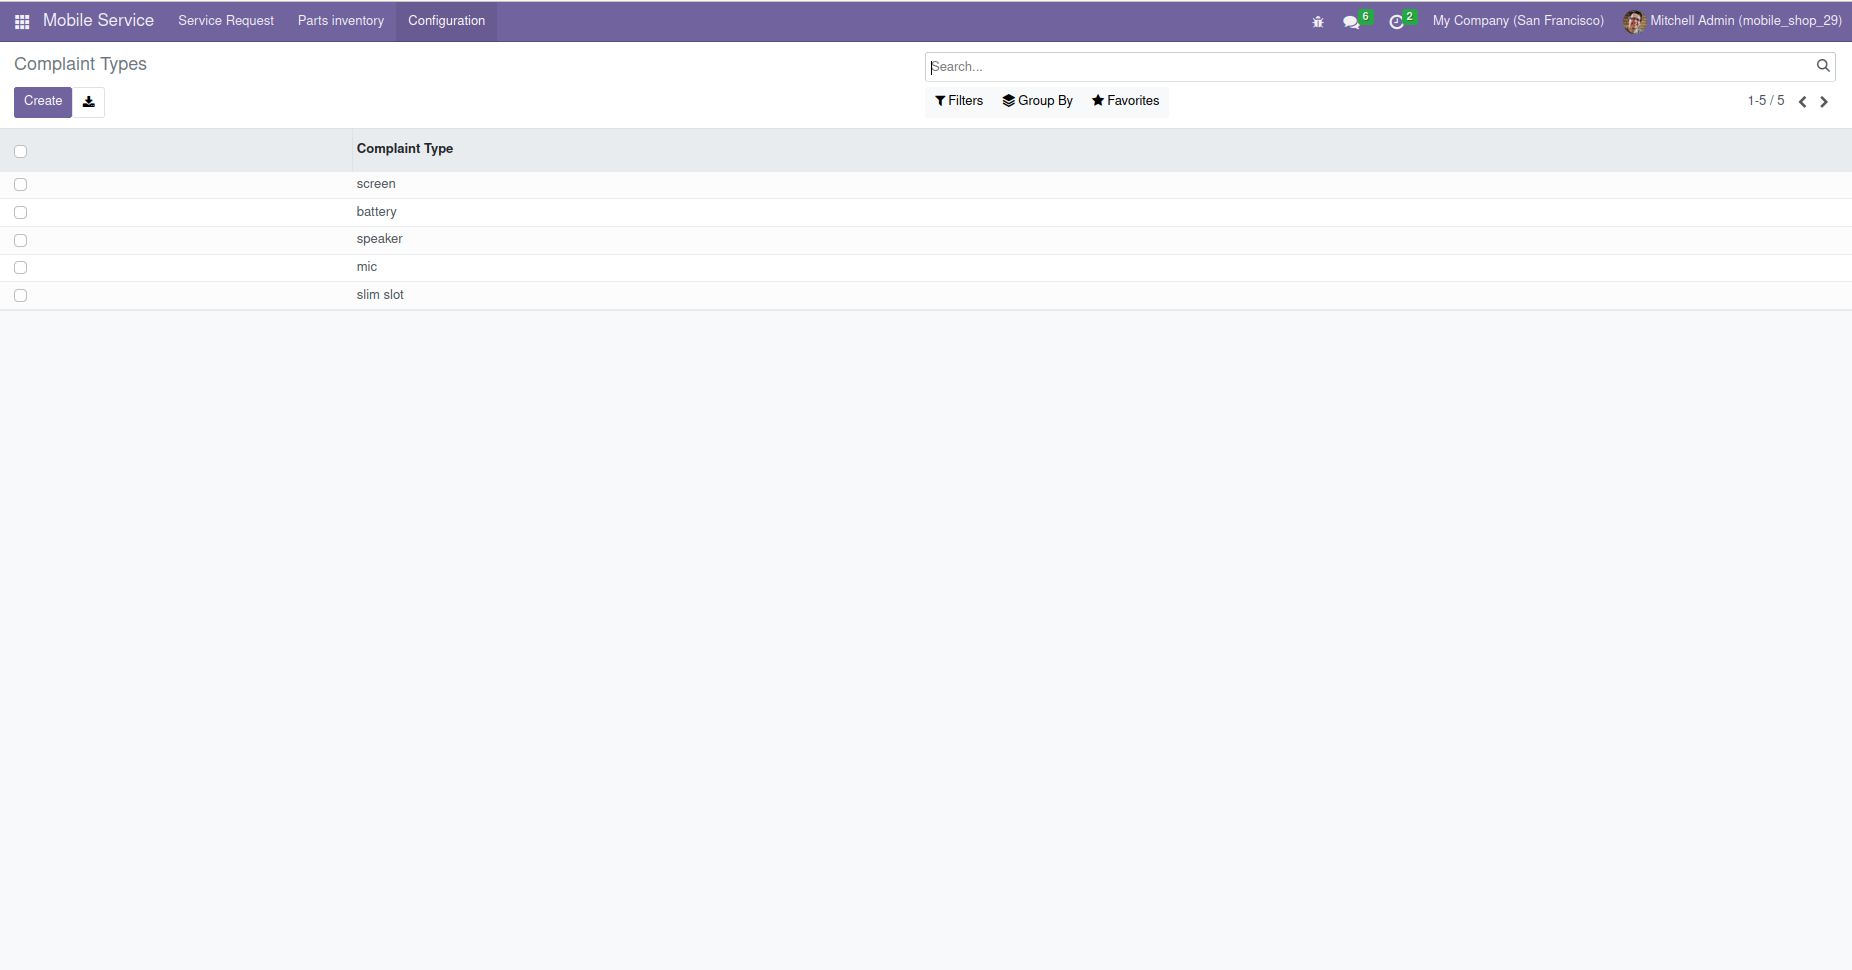 Mobile Service Service Request Parts inventory Configuration 6 2 My Company (San Francisco) Mitchell Admin (mobile_shop_29)
Complaint Types
Search...
Create
Filters Group By Favorites
1-5 / 5
Complaint Type
screen
battery
speaker
mic
slim slot